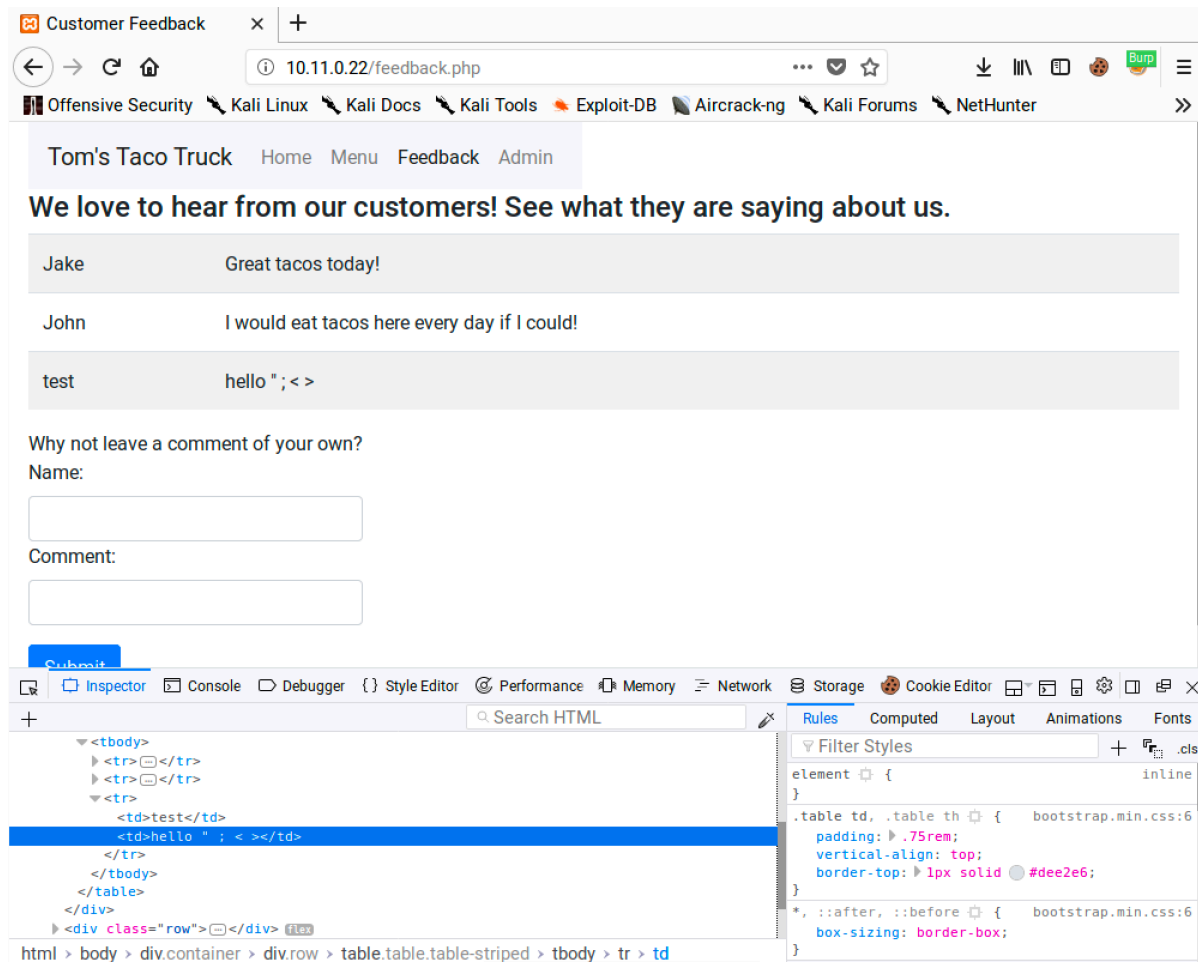 Customer Feedback
10.11.0.22/feedback.php
Burp
Offensive Security Kali Linux Kali Docs Kali Tools Exploit-DB Aircrack-ng Kali Forums NetHunter
Tom's Taco Truck Home Menu Feedback Admin
We love to hear from our customers! See what they are saying about us.
Jake Great tacos today!
John I would eat tacos here every day if I could!
test hello " ; < >
Why not leave a comment of your own?
Name:
Comment:
Submit
Inspector Console Debugger {} Style Editor Performance Memory Network Storage Cookie Editor
+ Search HTML
<tbody>
<tr>…</tr>
<tr>…</tr>
<tr>
<td>test</td>
<td>hello " ; < ></td>
</tr>
</tbody>
</table>
</div>
<div class="row">…</div> flex
html > body > div.container > div.row > table.table.table-striped > tbody > tr > td
Rules Computed Layout Animations Fonts
Filter Styles + .cls
element { inline
}
.table td, .table th { bootstrap.min.css:6
padding: .75rem;
vertical-align: top;
border-top: 1px solid #dee2e6;
}
*, ::after, ::before { bootstrap.min.css:6
box-sizing: border-box;
}